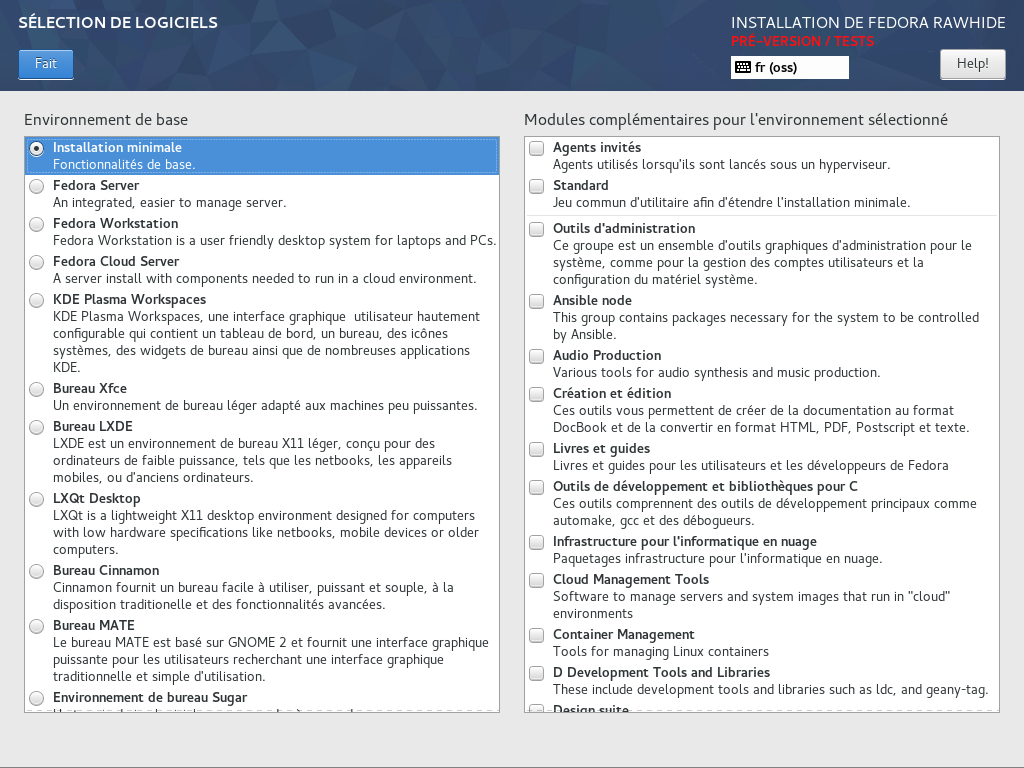 SÉLECTION DE LOGICIELS
INSTALLATION DE FEDORA RAWHIDE
PRÉ-VERSION / TESTS
Fait
fr (oss)
Help!
Environnement de base
Installation minimale
Fonctionnalités de base.
Fedora Server
An integrated, easier to manage server.
Fedora Workstation
Fedora Workstation is a user friendly desktop system for laptops and PCs.
Fedora Cloud Server
A server install with components needed to run in a cloud environment.
KDE Plasma Workspaces
KDE Plasma Workspaces, une interface graphique  utilisateur hautement
configurable qui contient un tableau de bord, un bureau, des icônes
systèmes, des widgets de bureau ainsi que de nombreuses applications
KDE.
Bureau Xfce
Un environnement de bureau léger adapté aux machines peu puissantes.
Bureau LXDE
LXDE est un environnement de bureau X11 léger, conçu pour des
ordinateurs de faible puissance, tels que les netbooks, les appareils
mobiles, ou d'anciens ordinateurs.
LXQt Desktop
LXQt is a lightweight X11 desktop environment designed for computers
with low hardware specifications like netbooks, mobile devices or older
computers.
Bureau Cinnamon
Cinnamon fournit un bureau facile à utiliser, puissant et souple, à la
disposition traditionelle et des fonctionnalités avancées.
Bureau MATE
Le bureau MATE est basé sur GNOME 2 et fournit une interface graphique
puissante pour les utilisateurs recherchant une interface graphique
traditionnelle et simple d'utilisation.
Environnement de bureau Sugar
Modules complémentaires pour l'environnement sélectionné
Agents invités
Agents utilisés lorsqu'ils sont lancés sous un hyperviseur.
Standard
Jeu commun d'utilitaire afin d'étendre l'installation minimale.
Outils d'administration
Ce groupe est un ensemble d'outils graphiques d'administration pour le
système, comme pour la gestion des comptes utilisateurs et la
configuration du matériel système.
Ansible node
This group contains packages necessary for the system to be controlled
by Ansible.
Audio Production
Various tools for audio synthesis and music production.
Création et édition
Ces outils vous permettent de créer de la documentation au format
DocBook et de la convertir en format HTML, PDF, Postscript et texte.
Livres et guides
Livres et guides pour les utilisateurs et les développeurs de Fedora
Outils de développement et bibliothèques pour C
Ces outils comprennent des outils de développement principaux comme
automake, gcc et des débogueurs.
Infrastructure pour l'informatique en nuage
Paquetages infrastructure pour l'informatique en nuage.
Cloud Management Tools
Software to manage servers and system images that run in "cloud"
environments
Container Management
Tools for managing Linux containers
D Development Tools and Libraries
These include development tools and libraries such as ldc, and geany-tag.
Design suite